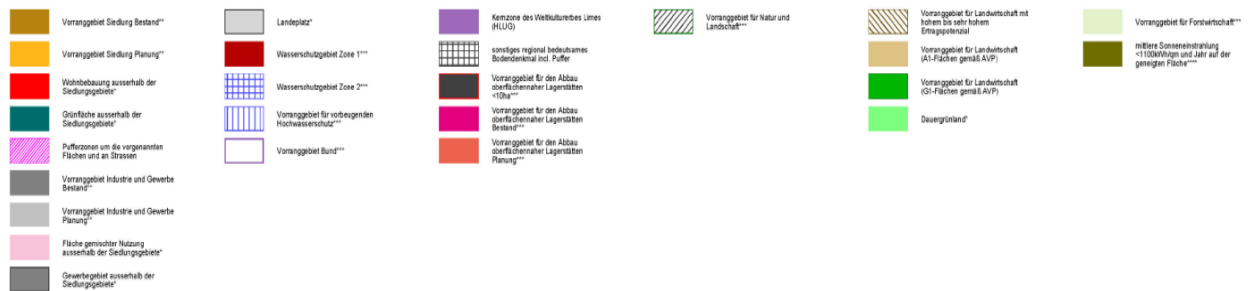 Vorranggebiet Siedlung Bestand**
Vorranggebiet Siedlung Planung**
Wohnbebauung ausserhalb der
Siedlungsgebiete*
Grünfläche ausserhalb der
Siedlungsgebiete*
Pufferzonen um die vorgenannten
Flächen und an Strassen
Vorranggebiet Industrie und Gewerbe
Bestand**
Vorranggebiet Industrie und Gewerbe
Planung**
Fläche gemischter Nutzung
ausserhalb der Siedlungsgebiete*
Gewerbegebiet ausserhalb der
Siedlungsgebiete*
Landeplatz*
Wasserschutzgebiet Zone 1***
Wasserschutzgebiet Zone 2***
Vorranggebiet für vorbeugenden
Hochwasserschutz***
Vorranggebiet Bund***
Kernzone des Weltkulturerbes Limes
(HLUG)
sonstiges regional bedeutsames
Bodendenkmal incl. Puffer
Vorranggebiet für den Abbau
oberflächennaher Lagerstätten
<10ha***
Vorranggebiet für den Abbau
oberflächennaher Lagerstätten
Bestand***
Vorranggebiet für den Abbau
oberflächennaher Lagerstätten
Planung***
Vorranggebiet für Natur und
Landschaft***
Vorranggebiet für Landwirtschaft mit
hohem bis sehr hohem
Ertragspotenzial
Vorranggebiet für Landwirtschaft
(A1-Flächen gemäß AVP)
Vorranggebiet für Landwirtschaft
(G1-Flächen gemäß AVP)
Dauergrünland*
Vorranggebiet für Forstwirtschaft***
mittlere Sonneneinstrahlung
<1100kWh/qm und Jahr auf der
geneigten Fläche****